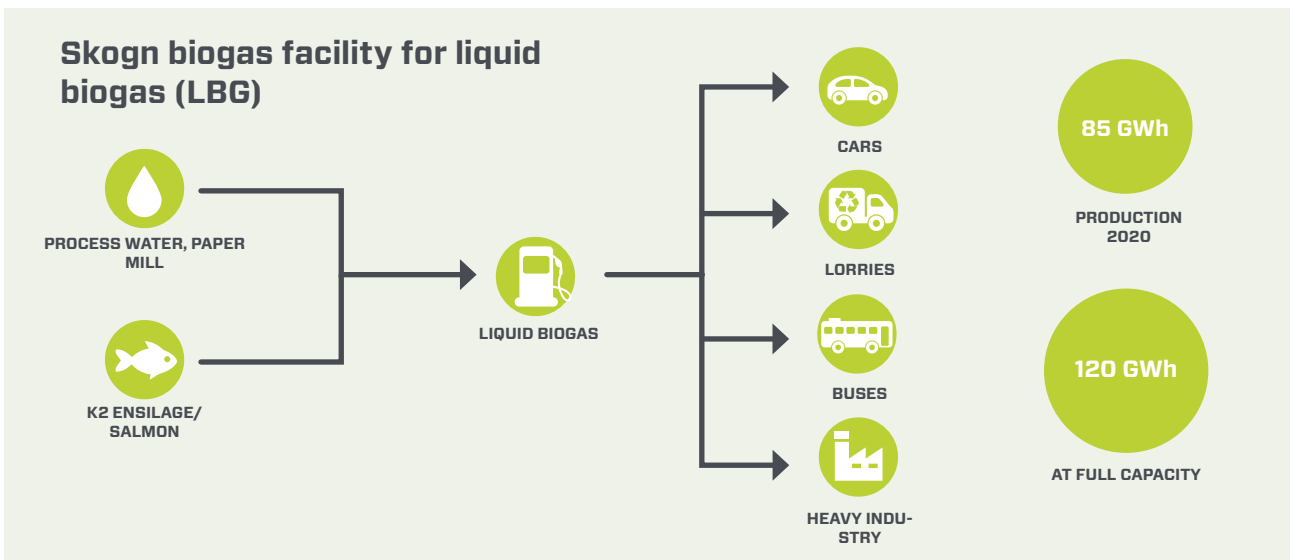 Skogn biogas facility for liquid
biogas (LBG)
PROCESS WATER, PAPER
MILL
K2 ENSILAGE/
SALMON
LIQUID BIOGAS
CARS
LORRIES
BUSES
HEAVY INDU-
STRY
85 GWh
PRODUCTION
2020
120 GWh
AT FULL CAPACITY